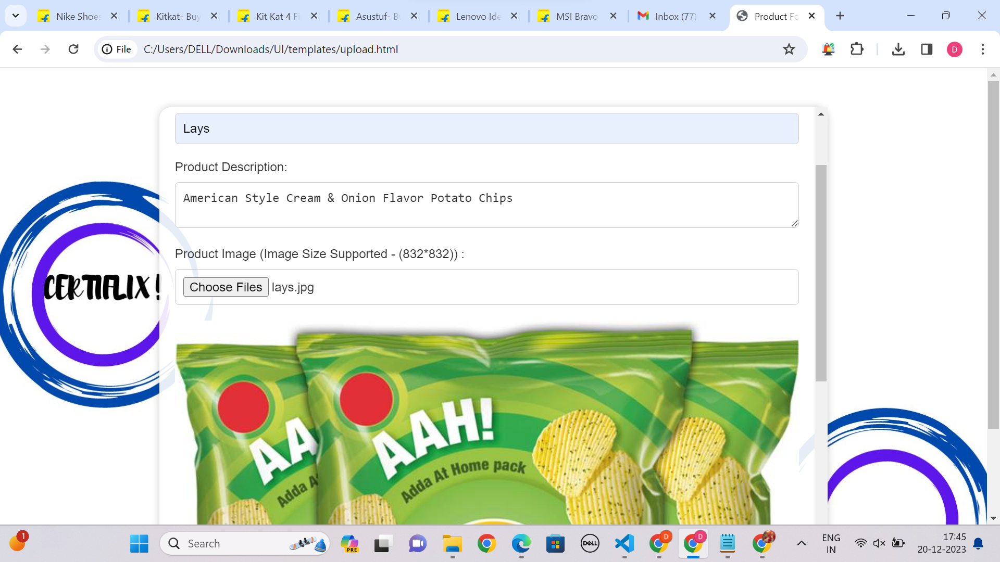 Nike Shoes
Kitkat- Buy
Kit Kat 4 Fi
Asustuf- Bu
Lenovo Ide
MSI Bravo
Inbox (77)
Product Fo
File
C:/Users/DELL/Downloads/UI/templates/upload.html
D
Lays
Product Description:
American Style Cream & Onion Flavor Potato Chips
Product Image (Image Size Supported - (832*832)) :
Choose Files lays.jpg
CERTIFLIX !
AA
AAH!
Adda A
Adda At Home pack
1
Search
PRE
DELL
D
D
ENG
IN
17:45
20-12-2023